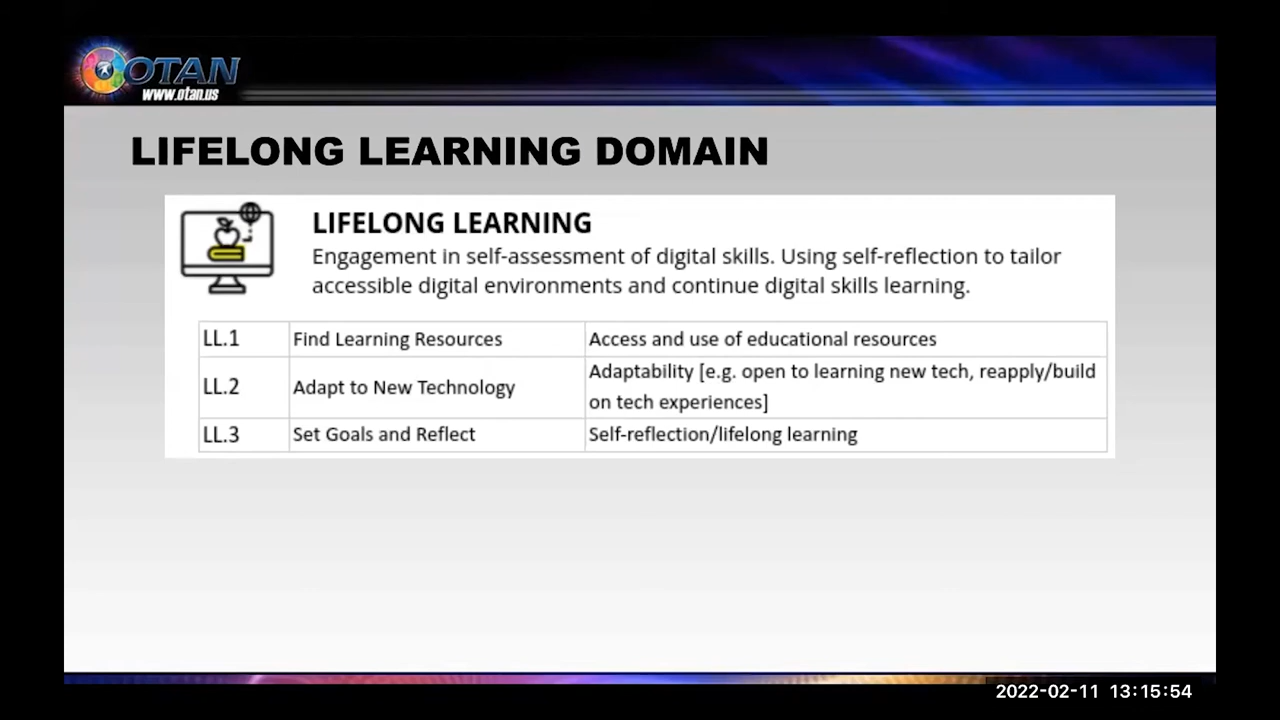 OTAN
www.otan.us
LIFELONG LEARNING DOMAIN
LIFELONG LEARNING
Engagement in self-assessment of digital skills. Using self-reflection to tailor
accessible digital environments and continue digital skills learning.
LL.1 Find Learning Resources Access and use of educational resources
LL.2 Adapt to New Technology Adaptability [e.g. open to learning new tech, reapply/build
on tech experiences]
LL.3 Set Goals and Reflect Self-reflection/lifelong learning
2022-02-11 13:15:54